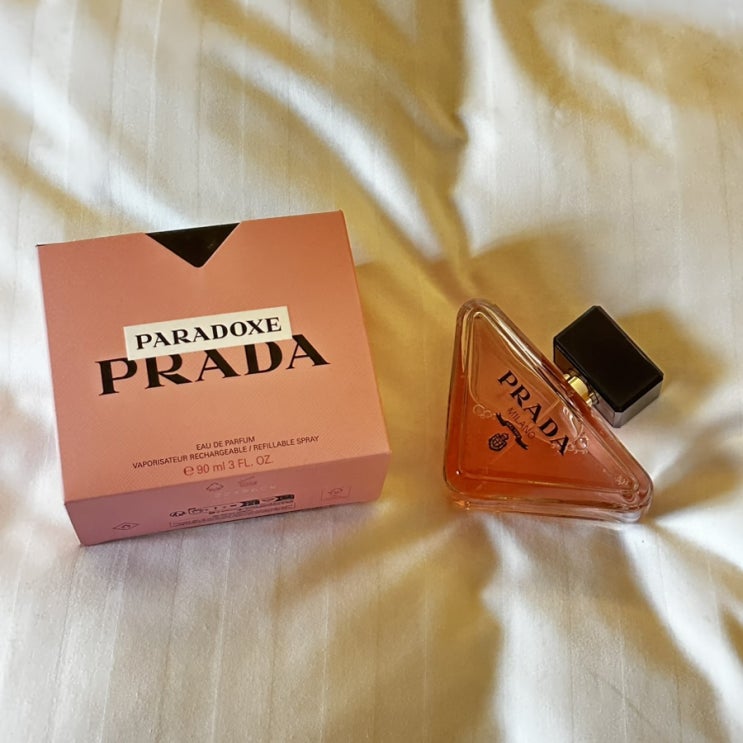 PARADOXE
PRADA
EAU DE PARFUM
VAPORISATEUR RECHARGEABLE / REFILLABLE SPRAY
℮ 90 ml 3 FL. OZ.
PRADA
MILANO